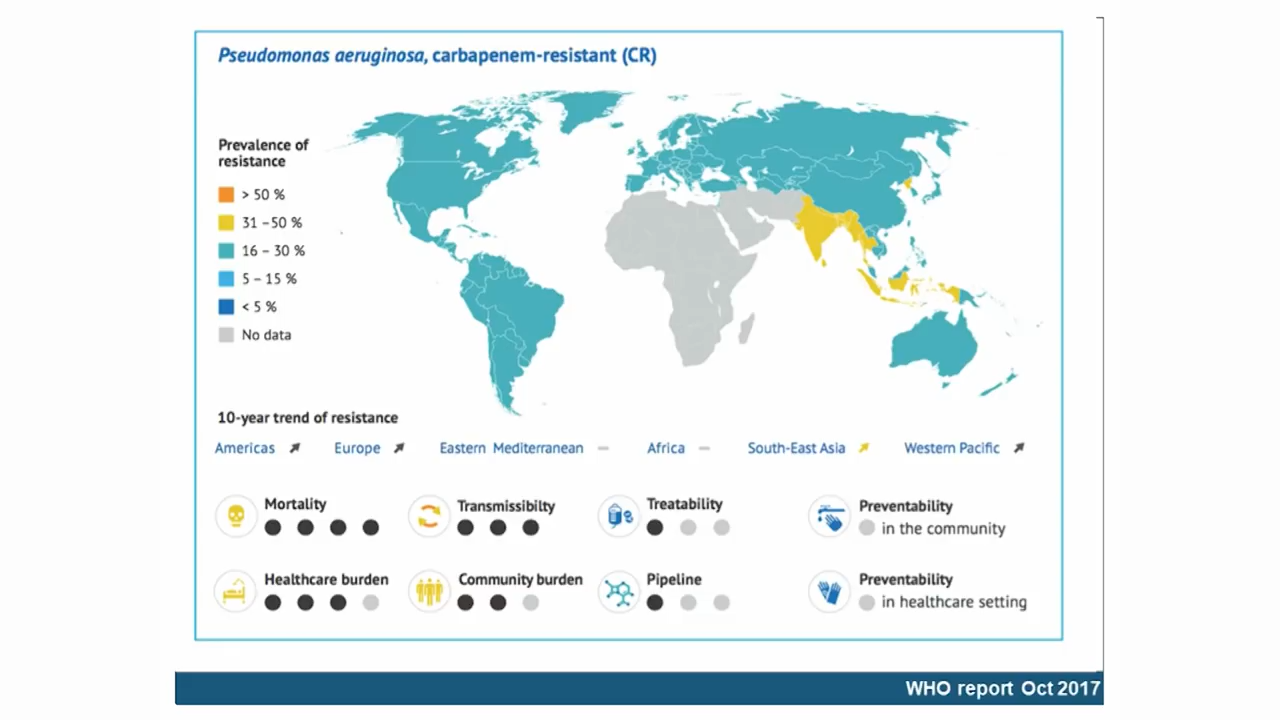 Pseudomonas aeruginosa, carbapenem-resistant (CR)
Prevalence of
resistance
> 50 %
31 –50 %
16 – 30 %
5 – 15 %
< 5 %
No data
10-year trend of resistance
Americas Europe Eastern Mediterranean Africa South-East Asia Western Pacific
Mortality Transmissibilty Treatability Preventability
in the community
Healthcare burden Community burden Pipeline Preventability
in healthcare setting
WHO report Oct 2017